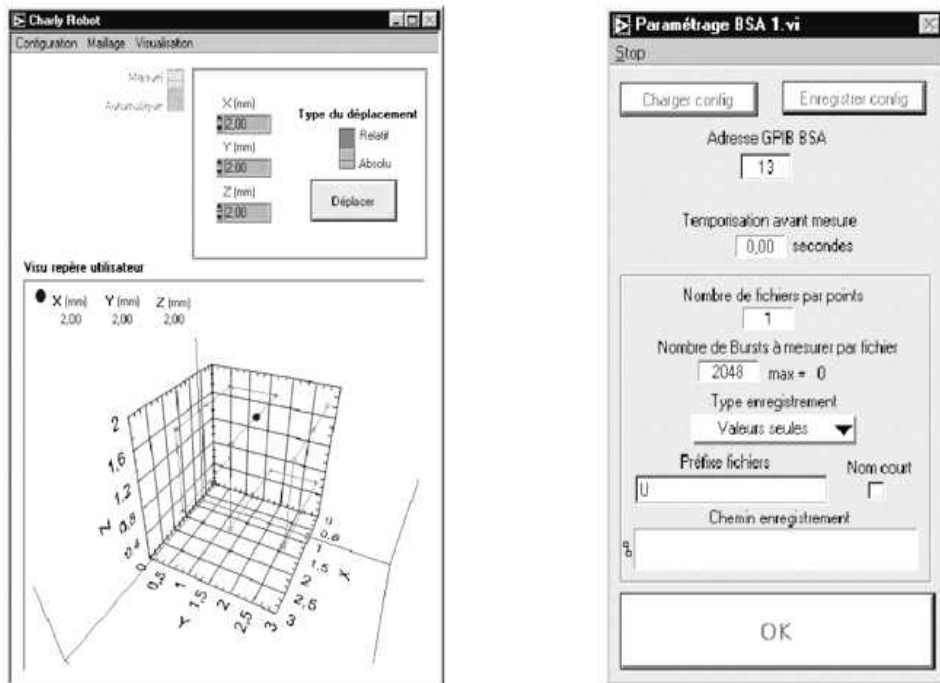 Charly Robot
Configuration Maillage Visualisation
Manuel
Automatique
X (mm)
2,00
Y (mm)
2,00
Z (mm)
2,00
Type du déplacement
Relatif
Absolu
Déplacer
Visu repère utilisateur
X (mm) Y (mm) Z (mm)
2,00 2,00 2,00
2
1,6
1,2
0,8
0,4
Z
0
0,5
1
1,5
2
2,5
3
Y
0
0,6
1
1,5
2
2,5
3
X
Paramétrage BSA 1.vi
Stop
Charger config Enregistrer config
Adresse GPIB BSA
13
Temporisation avant mesure
0,00 secondes
Nombre de fichiers par points
1
Nombre de Bursts à mesurer par fichier
2048 max = 0
Type enregistrement
Valeurs seules
Préfixe fichiers Nom court
U
Chemin enregistrement
OK